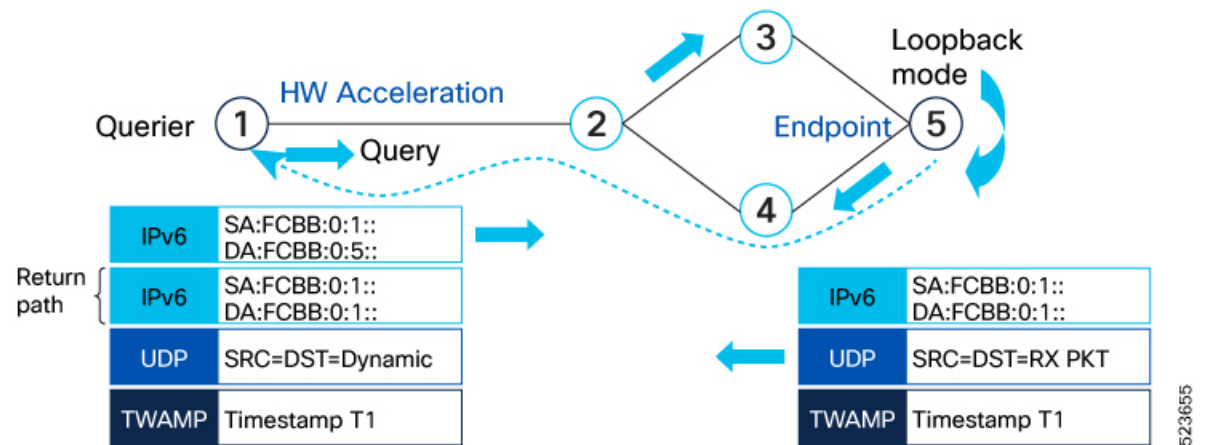 3
Loopback
mode
HW Acceleration
Querier 1 2 Endpoint 5
Query
4
IPv6 SA:FCBB:0:1::
DA:FCBB:0:5::
Return
path
IPv6 SA:FCBB:0:1::
DA:FCBB:0:1::
UDP SRC=DST=Dynamic
TWAMP Timestamp T1
IPv6 SA:FCBB:0:1::
DA:FCBB:0:1::
UDP SRC=DST=RX PKT
TWAMP Timestamp T1
523655